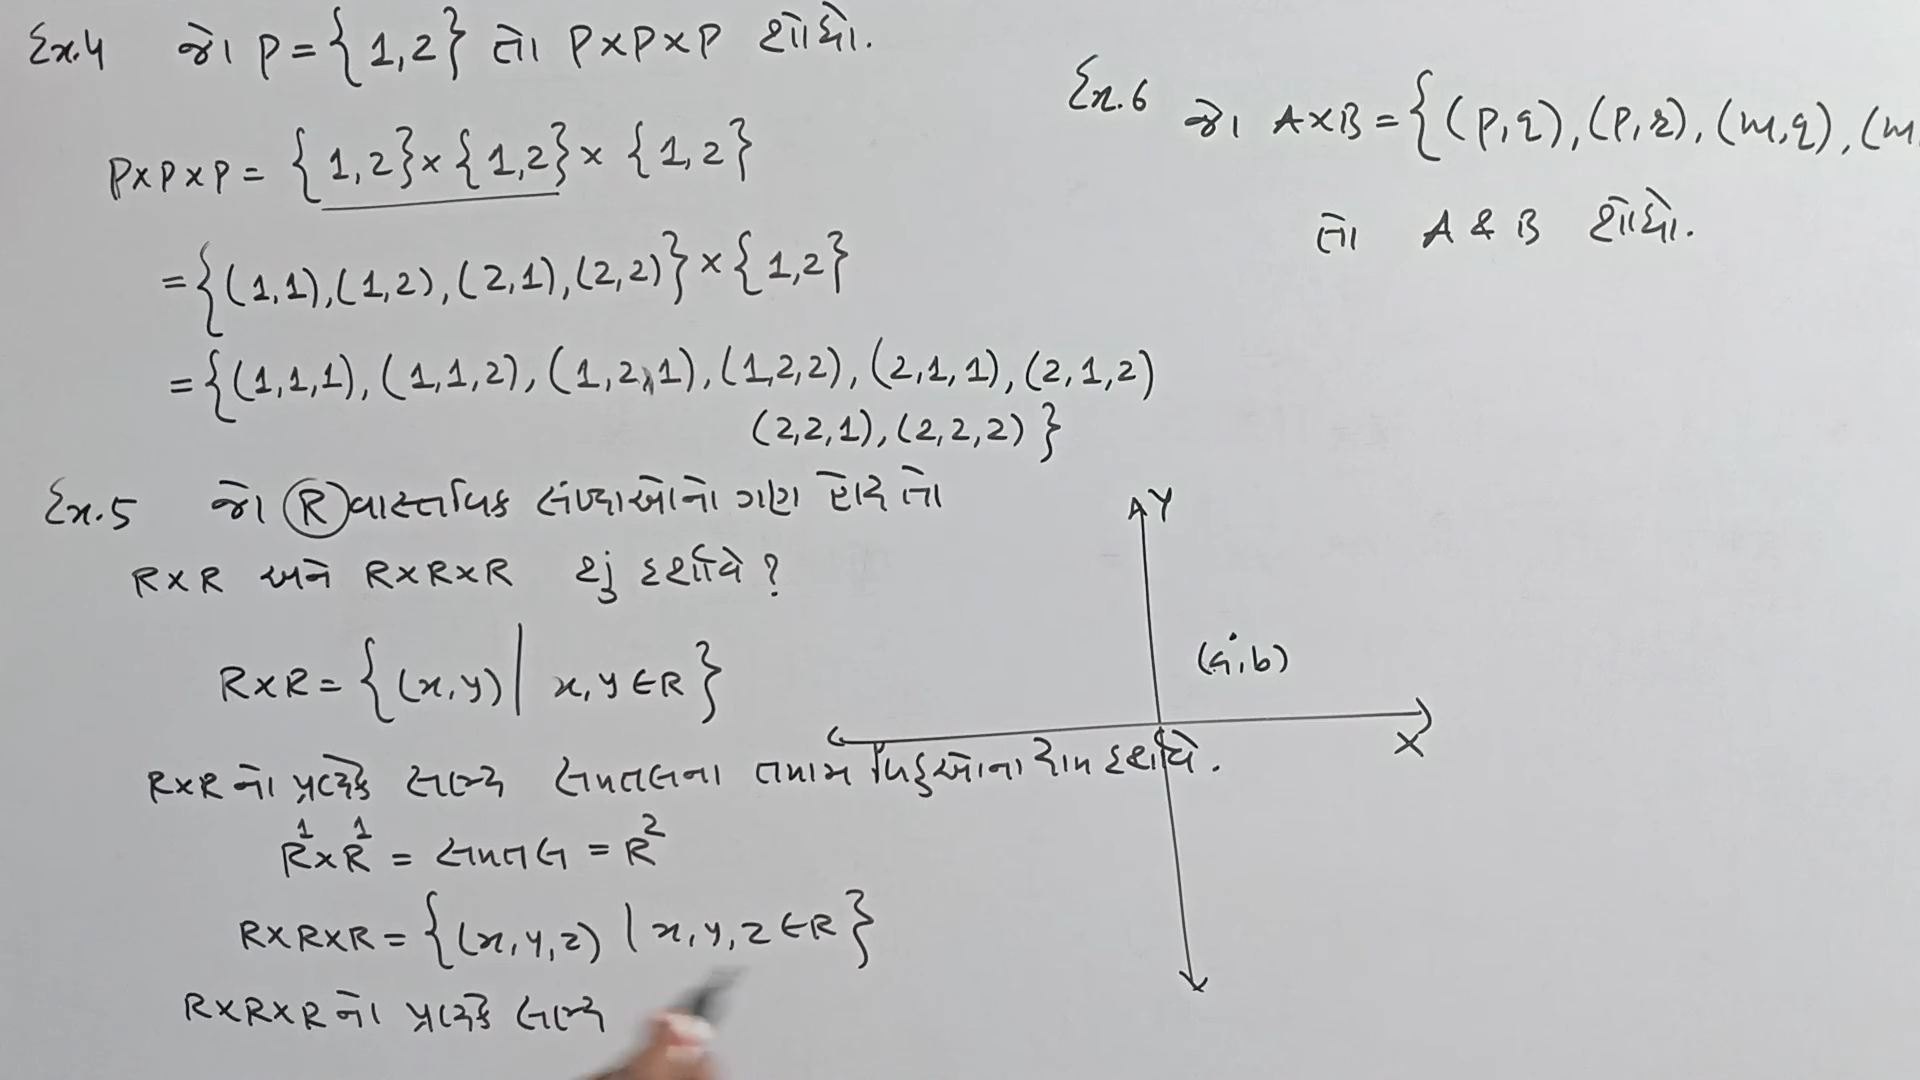 Ex.4 જો P = {1,2} તો P×P×P શોધો.
P×P×P = {1,2}×{1,2}×{1,2}
= {(1,1),(1,2),(2,1),(2,2)}×{1,2}
= {(1,1,1),(1,1,2),(1,2,1),(1,2,2),(2,1,1),(2,1,2)
(2,2,1),(2,2,2)}
Ex.5 જો R વાસ્તવિક સંખ્યાઓનો ગણ હોય તો
R×R અને R×R×R શું દર્શાવે?
R×R = {(x,y) | x,y ∈ R}
R×R નો પ્રત્યેક સભ્ય સમતલના તમામ બિંદુઓના યામ દર્શાવે.
R¹×R¹ = સમતલ = R²
R×R×R = {(x,y,z) | x,y,z ∈ R}
R×R×R નો પ્રત્યેક સભ્ય
Y
(a,b)
X
Ex.6 જો A×B = {(p,q),(p,r),(m,q),(m
તો A & B શોધો.